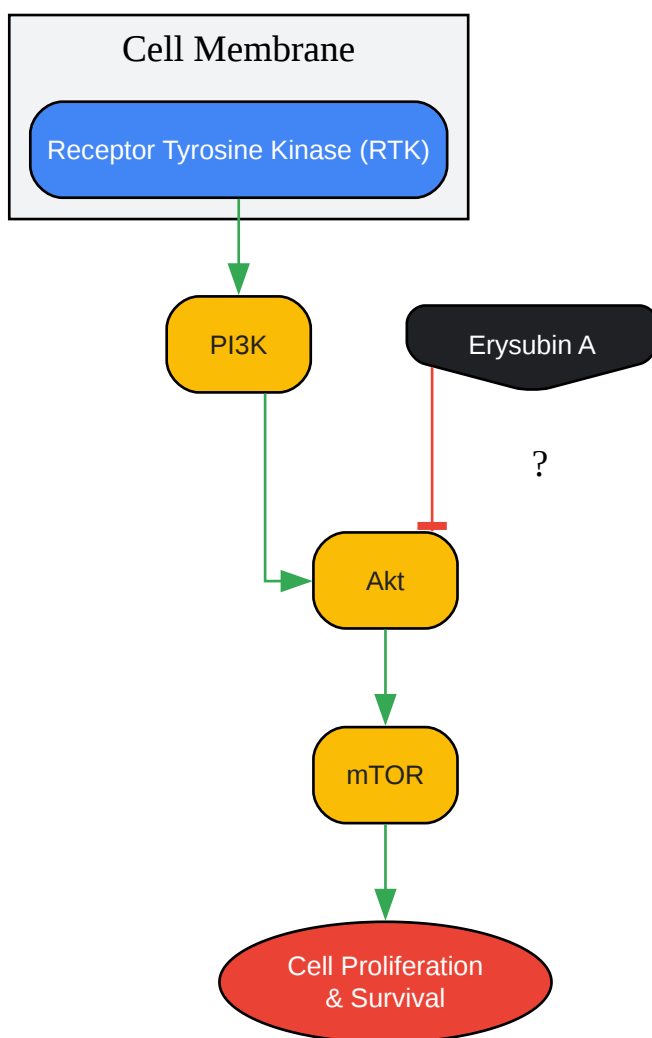 Cell Membrane
Receptor Tyrosine Kinase (RTK)
PI3K
Erysubin A
?
Akt
mTOR
Cell Proliferation
& Survival